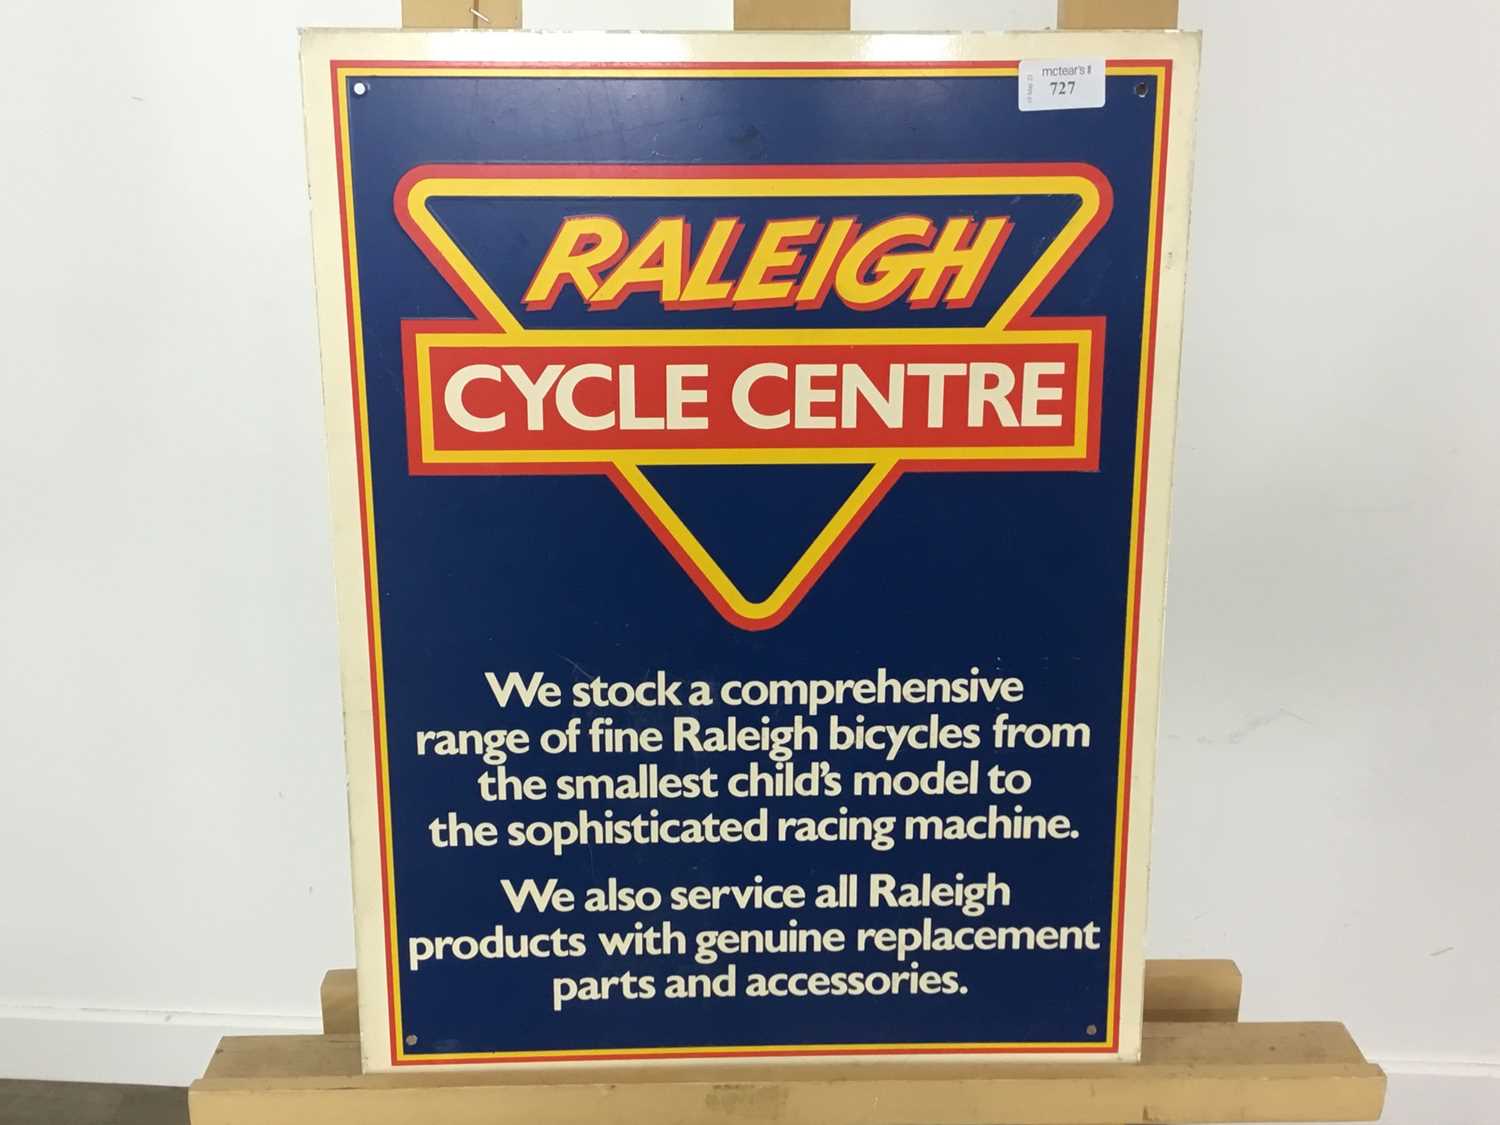 mctear's
727
RALEIGH
CYCLE CENTRE
We stock a comprehensive
range of fine Raleigh bicycles from
the smallest child's model to
the sophisticated racing machine.
We also service all Raleigh
products with genuine replacement
parts and accessories.